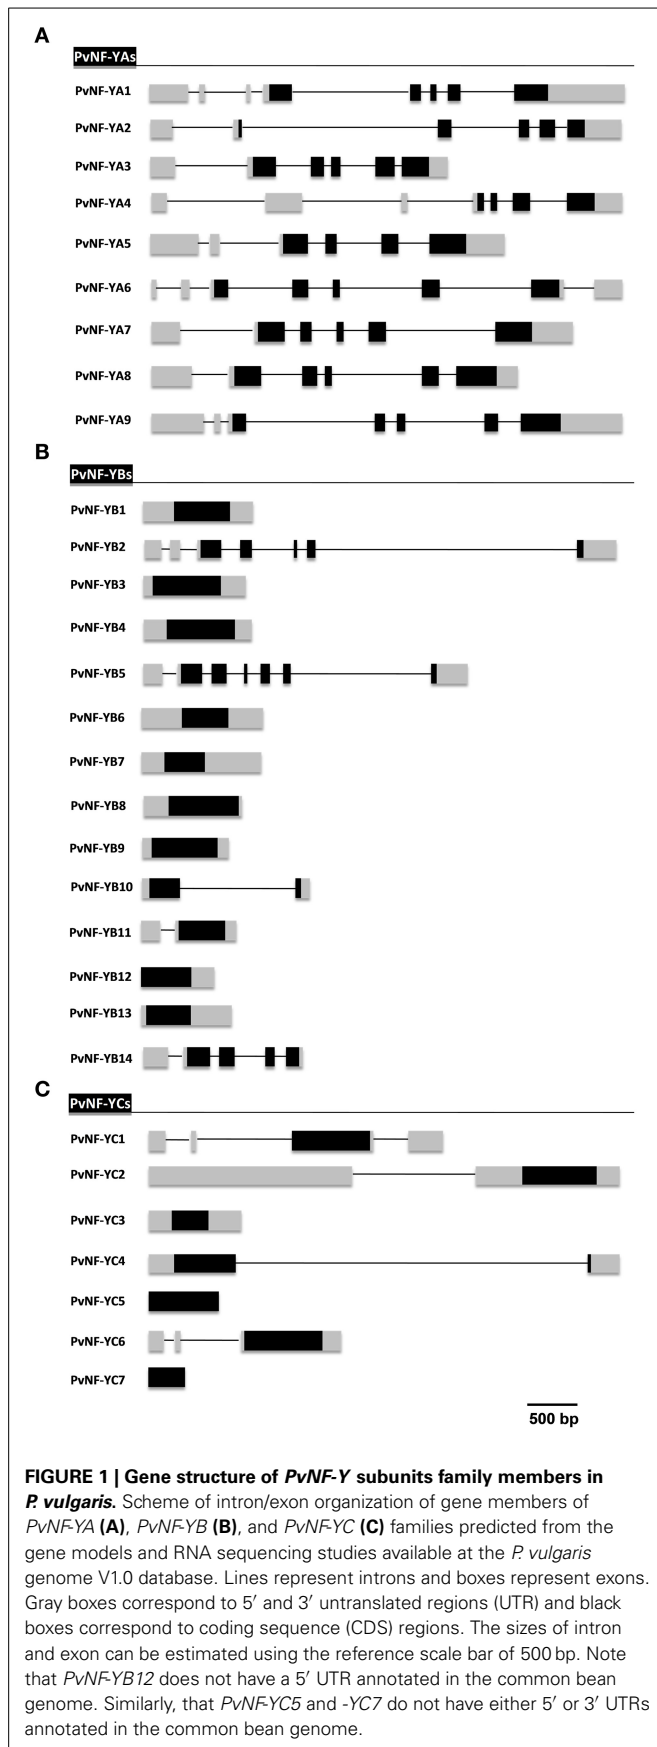 A
PvNF-YAs
PvNF-YA1
PvNF-YA2
PvNF-YA3
PvNF-YA4
PvNF-YA5
PvNF-YA6
PvNF-YA7
PvNF-YA8
PvNF-YA9
B
PvNF-YBs
PvNF-YB1
PvNF-YB2
PvNF-YB3
PvNF-YB4
PvNF-YB5
PvNF-YB6
PvNF-YB7
PvNF-YB8
PvNF-YB9
PvNF-YB10
PvNF-YB11
PvNF-YB12
PvNF-YB13
PvNF-YB14
C
PvNF-YCs
PvNF-YC1
PvNF-YC2
PvNF-YC3
PvNF-YC4
PvNF-YC5
PvNF-YC6
PvNF-YC7
500 bp
FIGURE 1 | Gene structure of PvNF-Y subunits family members in
P. vulgaris. Scheme of intron/exon organization of gene members of
PvNF-YA (A), PvNF-YB (B), and PvNF-YC (C) families predicted from the
gene models and RNA sequencing studies available at the P. vulgaris
genome V1.0 database. Lines represent introns and boxes represent exons.
Gray boxes correspond to 5′ and 3′ untranslated regions (UTR) and black
boxes correspond to coding sequence (CDS) regions. The sizes of intron
and exon can be estimated using the reference scale bar of 500 bp. Note
that PvNF-YB12 does not have a 5′ UTR annotated in the common bean
genome. Similarly, that PvNF-YC5 and -YC7 do not have either 5′ or 3′ UTRs
annotated in the common bean genome.